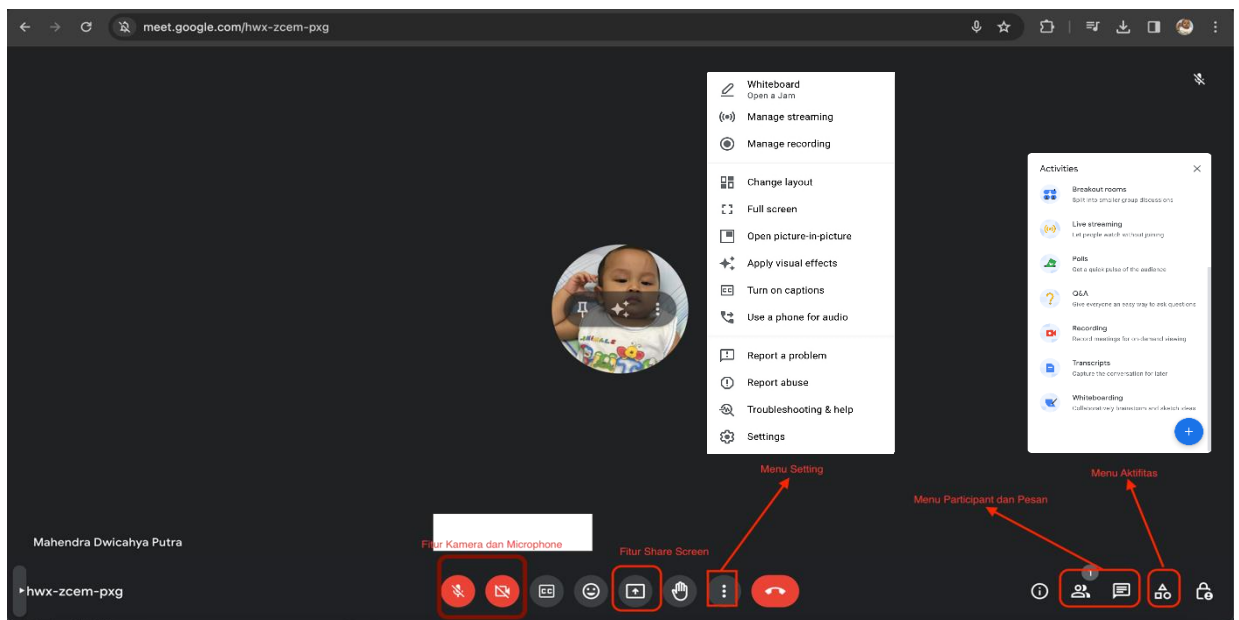 meet.google.com/hwx-zcem-pxg
Whiteboard
Open a Jam
Manage streaming
Manage recording
Change layout
Full screen
Open picture-in-picture
Apply visual effects
Turn on captions
Use a phone for audio
Report a problem
Report abuse
Troubleshooting & help
Settings
Activities
Breakout rooms
Split into smaller group discussions
Live streaming
Let people watch without joining
Polls
Get a quick pulse of the audience
Q&A
Give everyone an easy way to ask questions
Recording
Record meetings for on-demand viewing
Transcripts
Capture the conversation for later
Whiteboarding
Collaboratively brainstorm and sketch ideas
Menu Setting
Menu Aktifitas
Menu Participant dan Pesan
Mahendra Dwicahya Putra
Fitur Kamera dan Microphone
Fitur Share Screen
CC
1
hwx-zcem-pxg